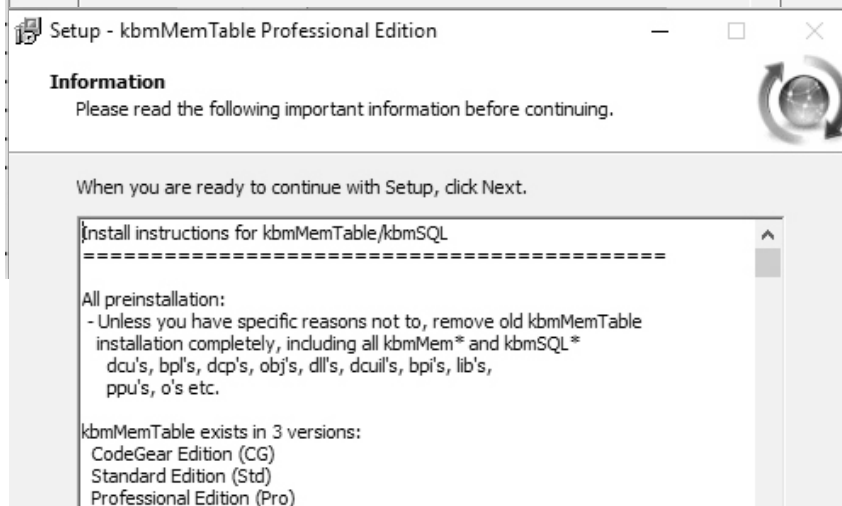 Setup - kbmMemTable Professional Edition
Information
Please read the following important information before continuing.
When you are ready to continue with Setup, click Next.
Install instructions for kbmMemTable/kbmSQL
===========================================
All preinstallation:
- Unless you have specific reasons not to, remove old kbmMemTable
installation completely, including all kbmMem* and kbmSQL*
dcu's, bpl's, dcp's, obj's, dll's, dcuil's, bpi's, lib's,
ppu's, o's etc.
kbmMemTable exists in 3 versions:
CodeGear Edition (CG)
Standard Edition (Std)
Professional Edition (Pro)